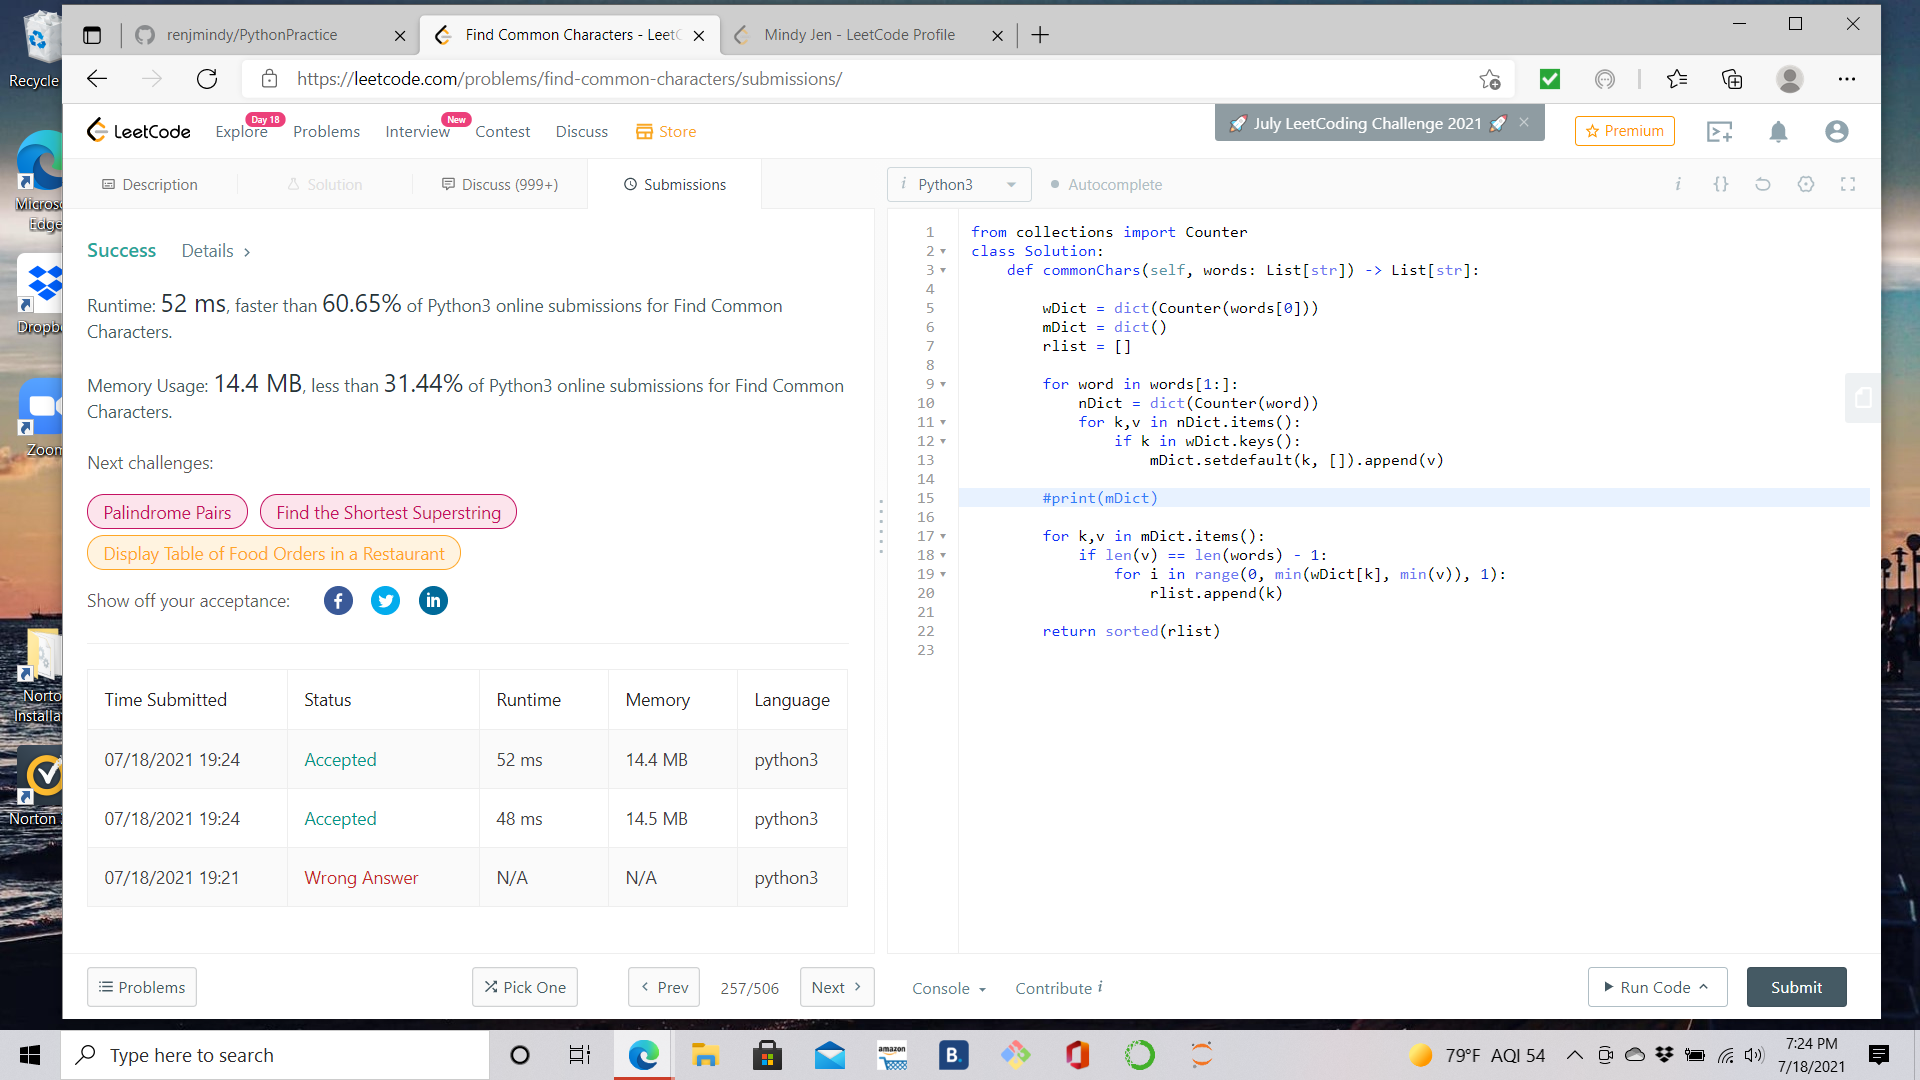 renjmindy/PythonPractice
Find Common Characters - LeetC
Mindy Jen - LeetCode Profile
https://leetcode.com/problems/find-common-characters/submissions/
LeetCode
Explore
Day 18
Problems
Interview
New
Contest
Discuss
Store
🚀 July LeetCoding Challenge 2021 🚀
Premium
Description
Solution
Discuss (999+)
Submissions
i Python3
Autocomplete
Success
Details >
Runtime: 52 ms, faster than 60.65% of Python3 online submissions for Find Common
Characters.
Memory Usage: 14.4 MB, less than 31.44% of Python3 online submissions for Find Common
Characters.
Next challenges:
Palindrome Pairs
Find the Shortest Superstring
Display Table of Food Orders in a Restaurant
Show off your acceptance:
Time Submitted Status Runtime Memory Language
07/18/2021 19:24 Accepted 52 ms 14.4 MB python3
07/18/2021 19:24 Accepted 48 ms 14.5 MB python3
07/18/2021 19:21 Wrong Answer N/A N/A python3
1 from collections import Counter
2 class Solution:
3 def commonChars(self, words: List[str]) -> List[str]:
4
5 wDict = dict(Counter(words[0]))
6 mDict = dict()
7 rlist = []
8
9 for word in words[1:]:
10 nDict = dict(Counter(word))
11 for k,v in nDict.items():
12 if k in wDict.keys():
13 mDict.setdefault(k, []).append(v)
14
15 #print(mDict)
16
17 for k,v in mDict.items():
18 if len(v) == len(words) - 1:
19 for i in range(0, min(wDict[k], min(v)), 1):
20 rlist.append(k)
21
22 return sorted(rlist)
23
Problems
Pick One
< Prev
257/506
Next >
Console
Contribute i
Run Code
Submit
Recycle
Micros
Edge
Dropb
Zoom
Norto
Installa
Norton
Type here to search
amazon
B.
79°F AQI 54
7:24 PM
7/18/2021